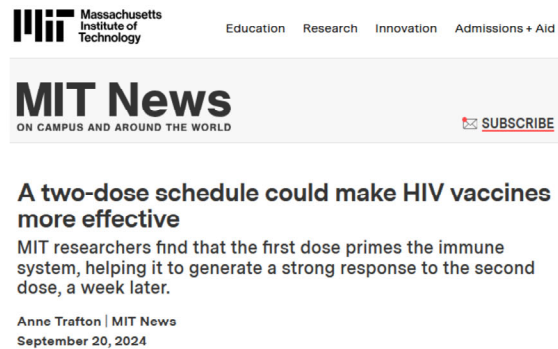 Massachusetts
Institute of
Technology
Education Research Innovation Admissions + Aid
MIT News
ON CAMPUS AND AROUND THE WORLD
SUBSCRIBE
A two-dose schedule could make HIV vaccines
more effective
MIT researchers find that the first dose primes the immune
system, helping it to generate a strong response to the second
dose, a week later.
Anne Trafton | MIT News
September 20, 2024